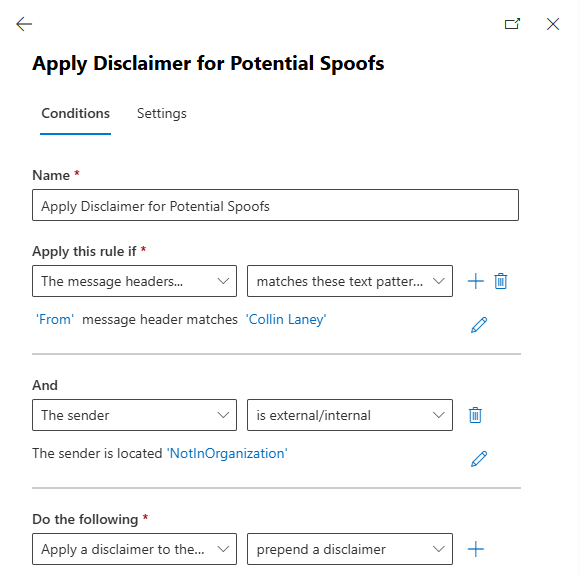 Apply Disclaimer for Potential Spoofs
Conditions Settings
Name *
Apply Disclaimer for Potential Spoofs
Apply this rule if *
The message headers... matches these text patter...
'From' message header matches 'Collin Laney'
And
The sender is external/internal
The sender is located 'NotInOrganization'
Do the following *
Apply a disclaimer to the... prepend a disclaimer